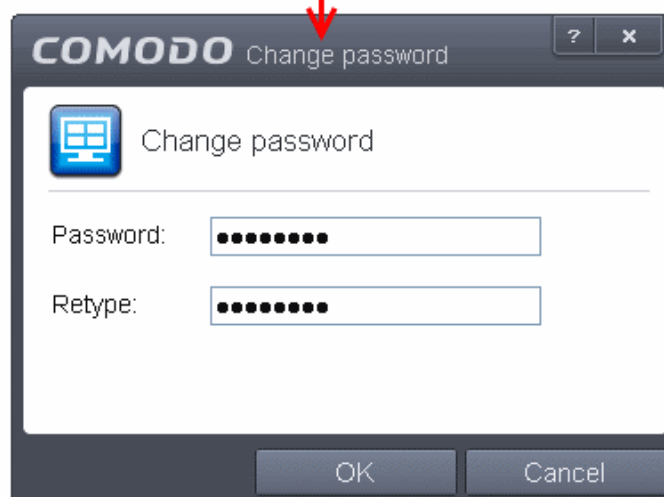 COMODO Change password ? ×
Change password
Password: ●●●●●●●●
Retype: ●●●●●●●●
OK Cancel